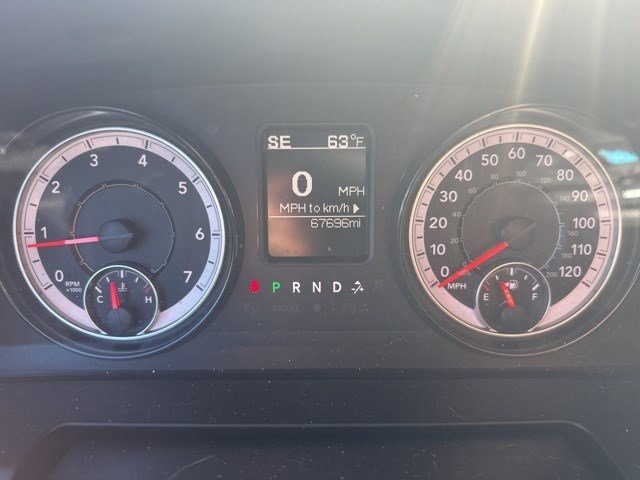 SE 63°F
0 MPH
MPH to km/h
67696mi
0 1 2 3 4 5 6 7
RPM
x1000
C H
P R N D
BRAKE
0 10 20 30 40 50 60 70 80 90 100 110 120
MPH
E F